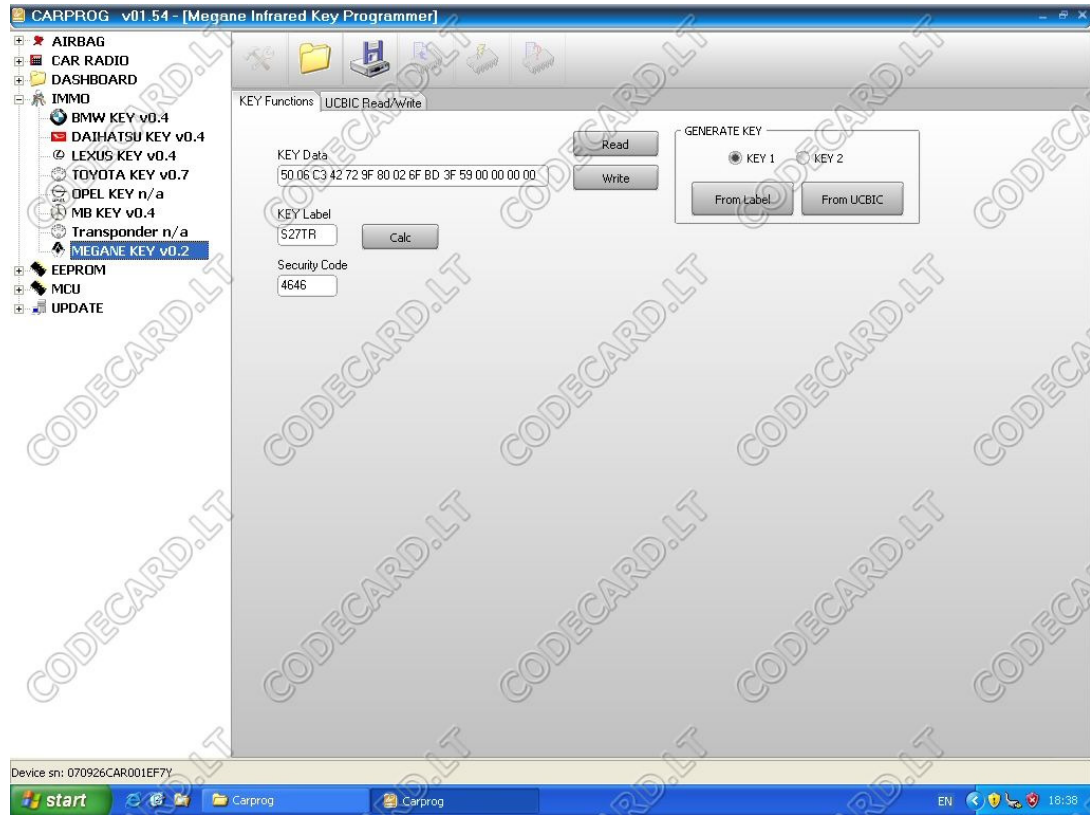 CARPROG v01.54 - [Megane Infrared Key Programmer]
AIRBAG
CAR RADIO
DASHBOARD
IMMO
BMW KEY v0.4
DAIHATSU KEY v0.4
LEXUS KEY v0.4
TOYOTA KEY v0.7
OPEL KEY n/a
MB KEY v0.4
Transponder n/a
MEGANE KEY v0.2
EEPROM
MCU
UPDATE
KEY Functions
UCBIC Read/Write
KEY Data
50 06 C3 42 72 9F 80 02 6F BD 3F 59 00 00 00 00
Read
Write
KEY Label
S27TR
Calc
Security Code
4646
GENERATE KEY
KEY 1
KEY 2
From Label
From UCBIC
CODECARD.LT
Device sn: 070926CAR001EF7Y
start
Carprog
Carprog
EN
18:38